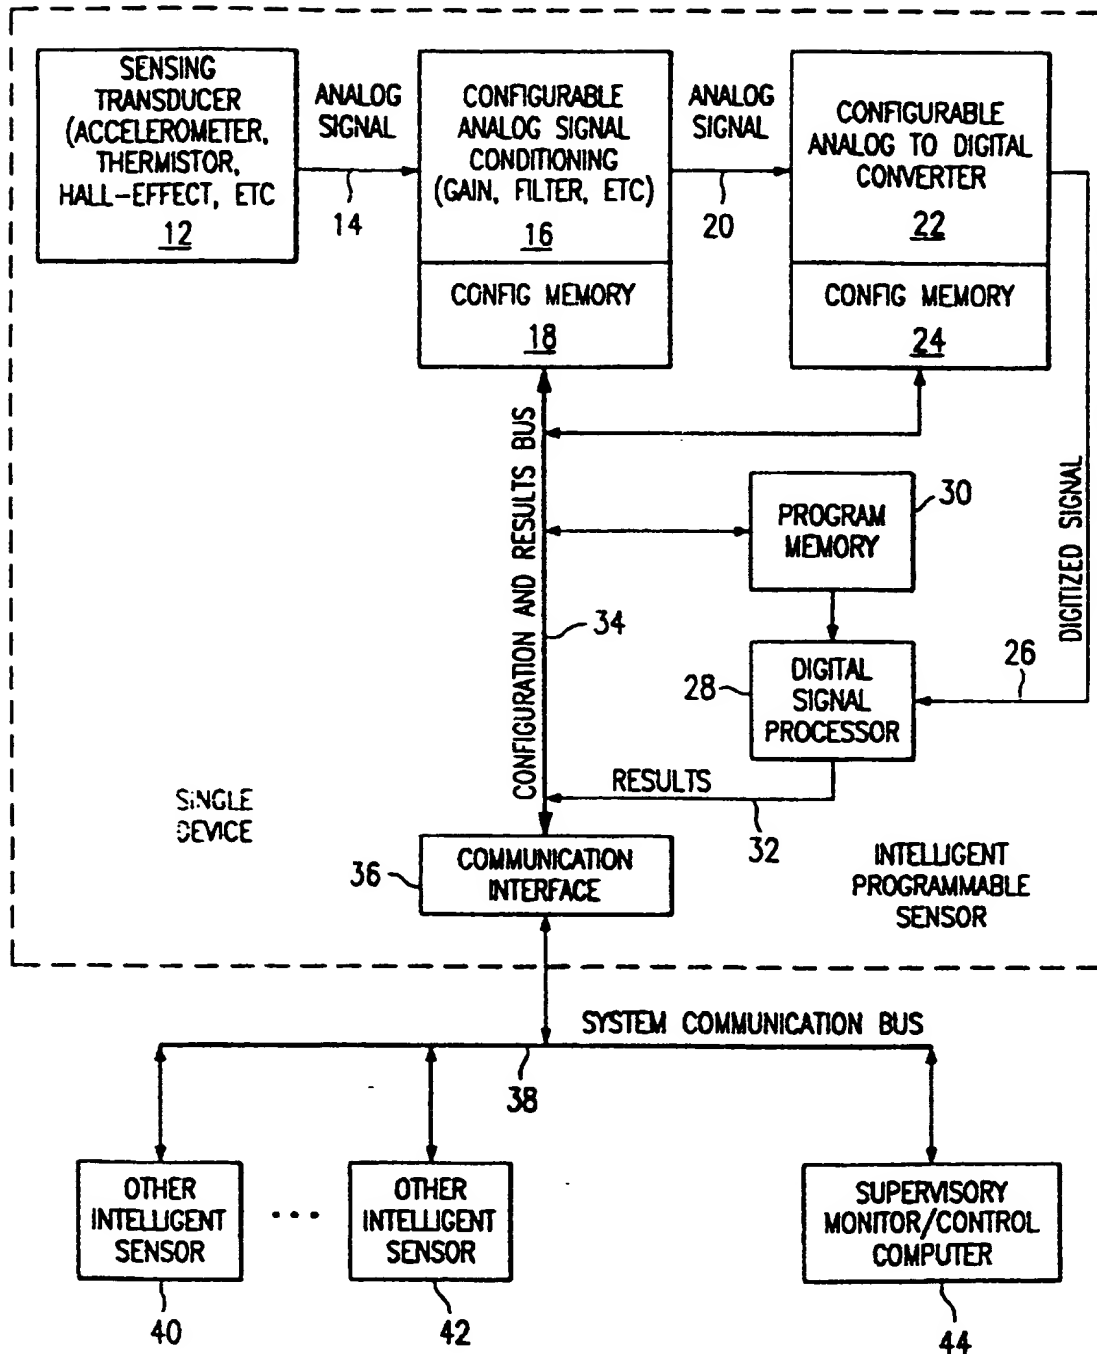 SENSING
TRANSDUCER
(ACCELEROMETER,
THERMISTOR,
HALL-EFFECT, ETC
12
ANALOG
SIGNAL
14
CONFIGURABLE
ANALOG SIGNAL
CONDITIONING
(GAIN, FILTER, ETC)
16
CONFIG MEMORY
18
ANALOG
SIGNAL
20
CONFIGURABLE
ANALOG TO DIGITAL
CONVERTER
22
CONFIG MEMORY
24
CONFIGURATION AND RESULTS BUS
34
PROGRAM
MEMORY
30
DIGITIZED SIGNAL
26
DIGITAL
SIGNAL
PROCESSOR
28
RESULTS
32
SINGLE
DEVICE
COMMUNICATION
INTERFACE
36
INTELLIGENT
PROGRAMMABLE
SENSOR
SYSTEM COMMUNICATION BUS
38
OTHER
INTELLIGENT
SENSOR
40
OTHER
INTELLIGENT
SENSOR
42
SUPERVISORY
MONITOR/CONTROL
COMPUTER
44